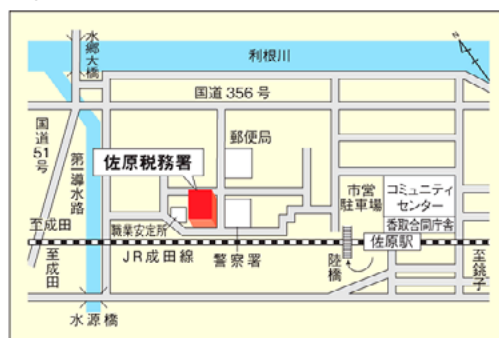 水郷大橋
利根川
N
国道356号
国道51号
第一導水路
郵便局
佐原税務署
市営
駐車場
コミュニティ
センター
香取合同庁舎
職業安定所
至成田
至成田
JR成田線
警察署
陸橋
佐原駅
至銚子
水源橋